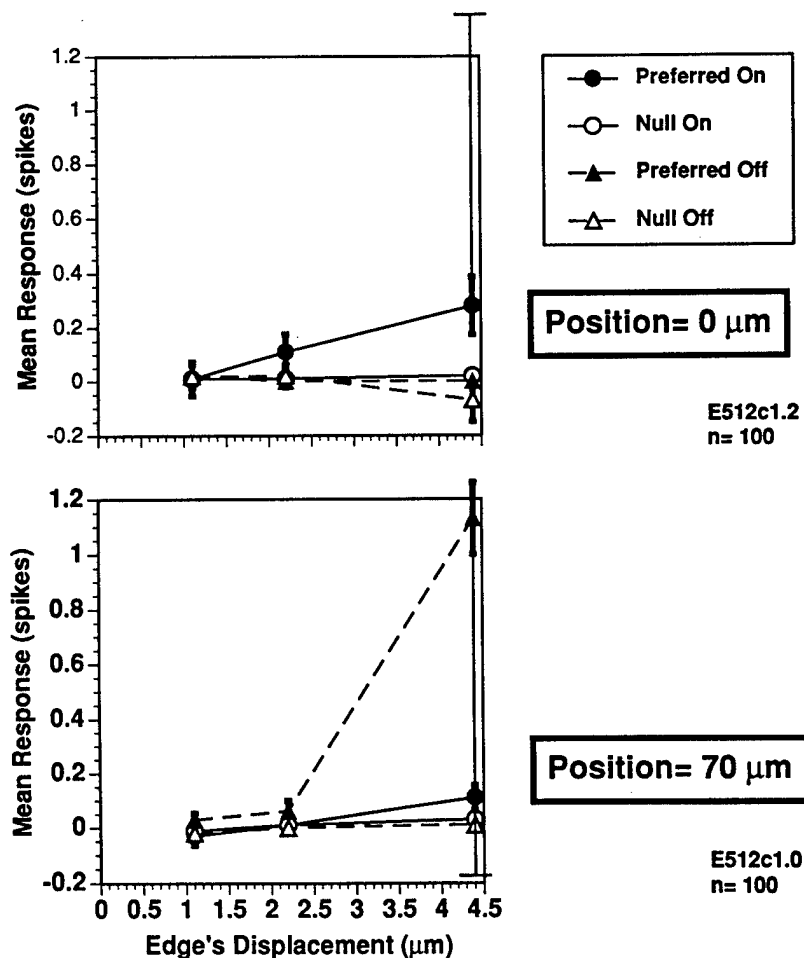 1.2
1
0.8
0.6
0.4
0.2
0
-0.2
Mean Response (spikes)
Preferred On
Null On
Preferred Off
Null Off
Position= 0 µm
E512c1.2
n= 100
1.2
1
0.8
0.6
0.4
0.2
0
-0.2
Mean Response (spikes)
0 0.5 1 1.5 2 2.5 3 3.5 4 4.5
Edge's Displacement (µm)
Position= 70 µm
E512c1.0
n= 100